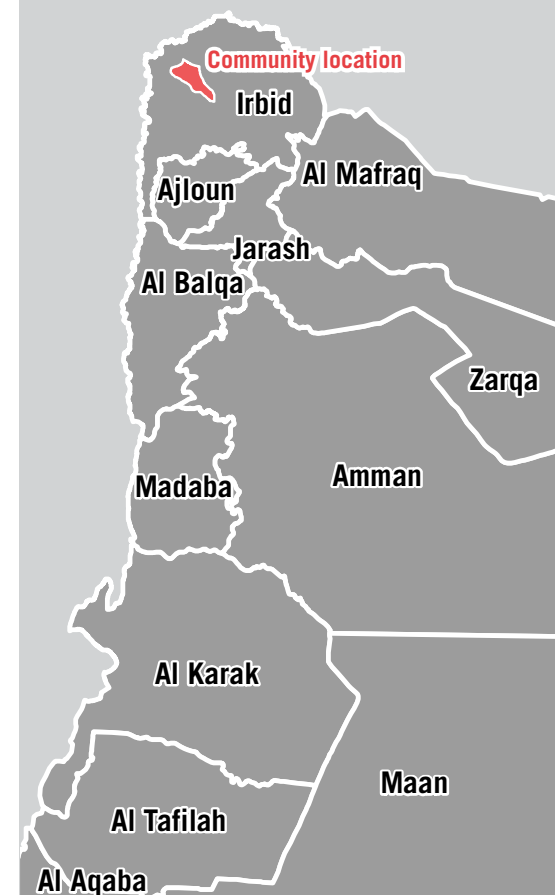 Community location
Irbid
Al Mafraq
Ajloun
Jarash
Al Balqa
Zarqa
Amman
Madaba
Al Karak
Maan
Al Tafilah
Al Aqaba